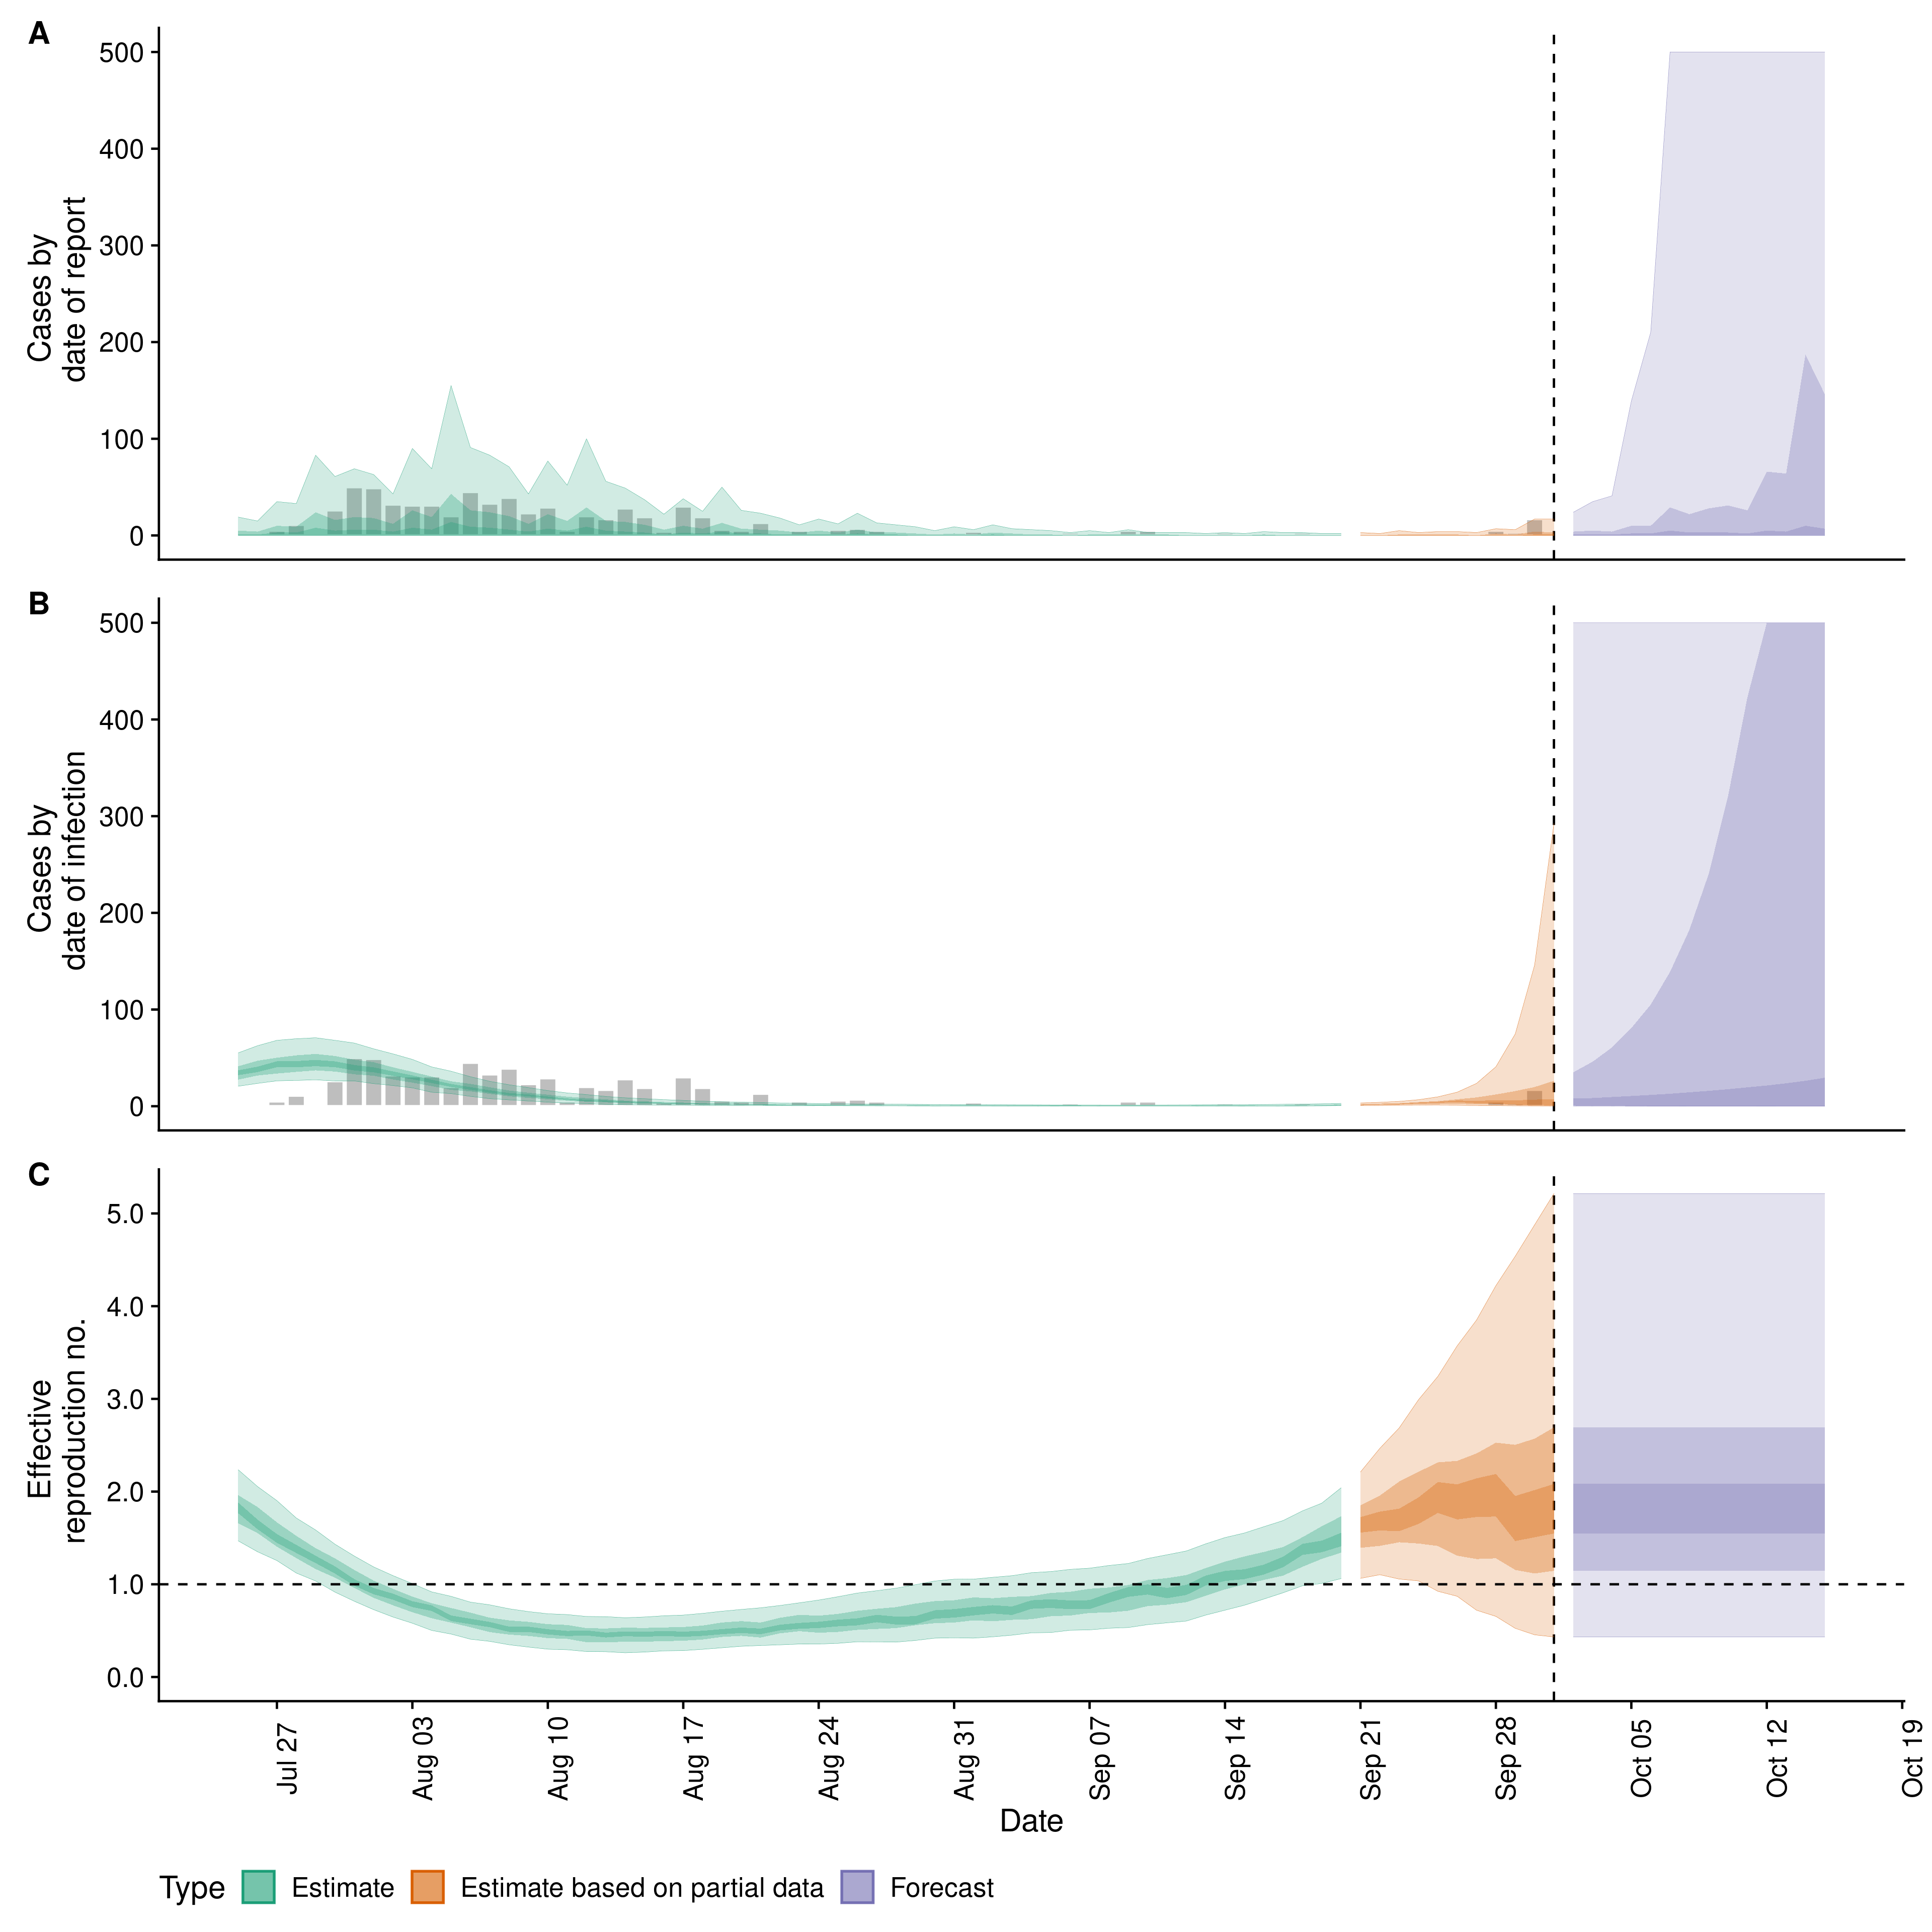 A
500
400
300
200
100
0
Cases by
date of report
B
500
400
300
200
100
0
Cases by
date of infection
C
5.0
4.0
3.0
2.0
1.0
0.0
Effective
reproduction no.
Jul 27
Aug 03
Aug 10
Aug 17
Aug 24
Aug 31
Sep 07
Sep 14
Sep 21
Sep 28
Oct 05
Oct 12
Oct 19
Date
Type Estimate Estimate based on partial data Forecast